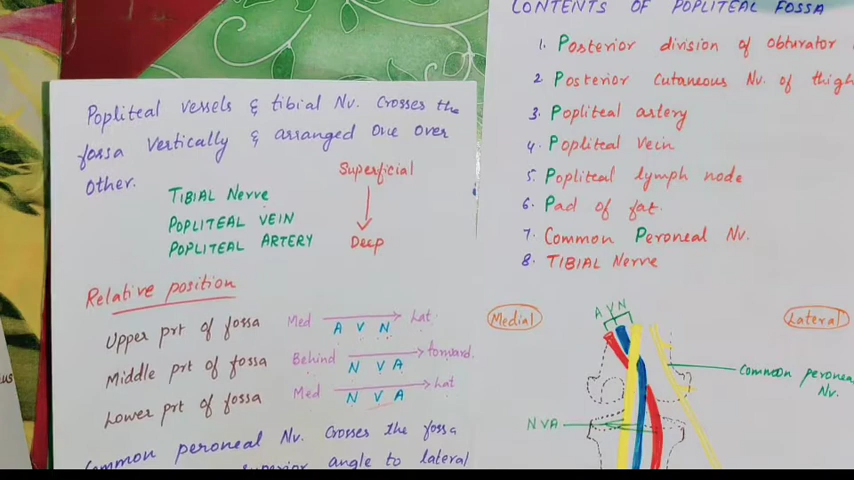 Popliteal vessels & tibial Nv. Crosses the
fossa Vertically & arranged One Over
Other.
Superficial
TIBIAL Nerve
POPLITEAL VEIN
POPLITEAL ARTERY
Deep
Relative position
Upper prt of fossa Med A V N Lat
Middle prt of fossa Behind N V A forward.
Lower prt of fossa Med N V A Lat
Common peroneal Nv. Crosses the fossa
superior angle to lateral
CONTENTS OF POPLITEAL FOSSA
1. Posterior division of obturator
2 Posterior Cutaneous Nv. of thigh
3. Popliteal artery
4. Popliteal Vein
5. Popliteal lymph node
6. Pad of fat.
7. Common Peroneal Nv.
8. TIBIAL Nerve
Medial
A V N
Lateral
Common peronea
Nv.
N V A
us